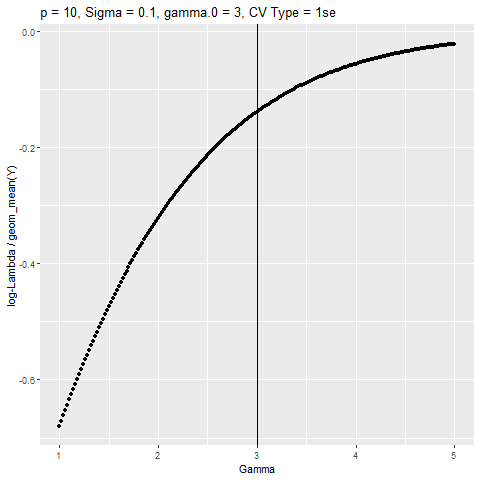 p = 10, Sigma = 0.1, gamma.0 = 3, CV Type = 1se
0.0
-0.2
-0.4
-0.6
log-Lambda / geom_mean(Y)
1 2 3 4 5
Gamma